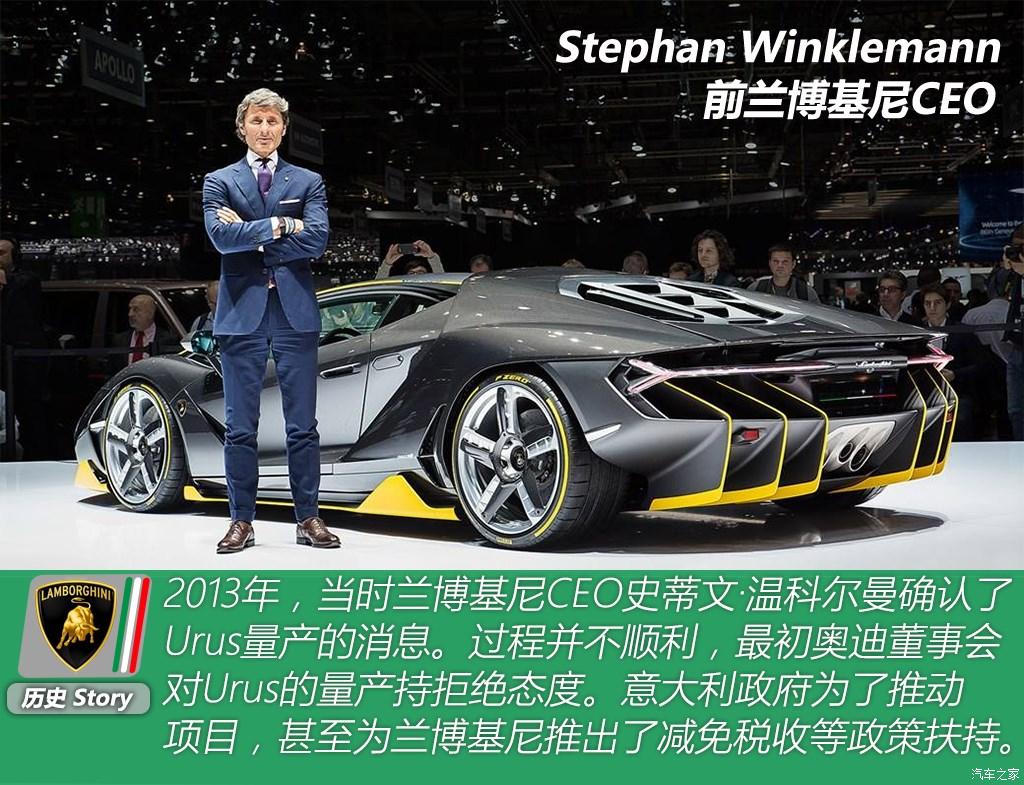 Stephan Winklemann
前兰博基尼CEO
APOLLO
P ZERO
LAMBORGHINI
历史 Story
2013年，当时兰博基尼CEO史蒂文·温科尔曼确认了
Urus量产的消息。过程并不顺利，最初奥迪董事会
对Urus的量产持拒绝态度。意大利政府为了推动
项目，甚至为兰博基尼推出了减免税收等政策扶持。
汽车之家